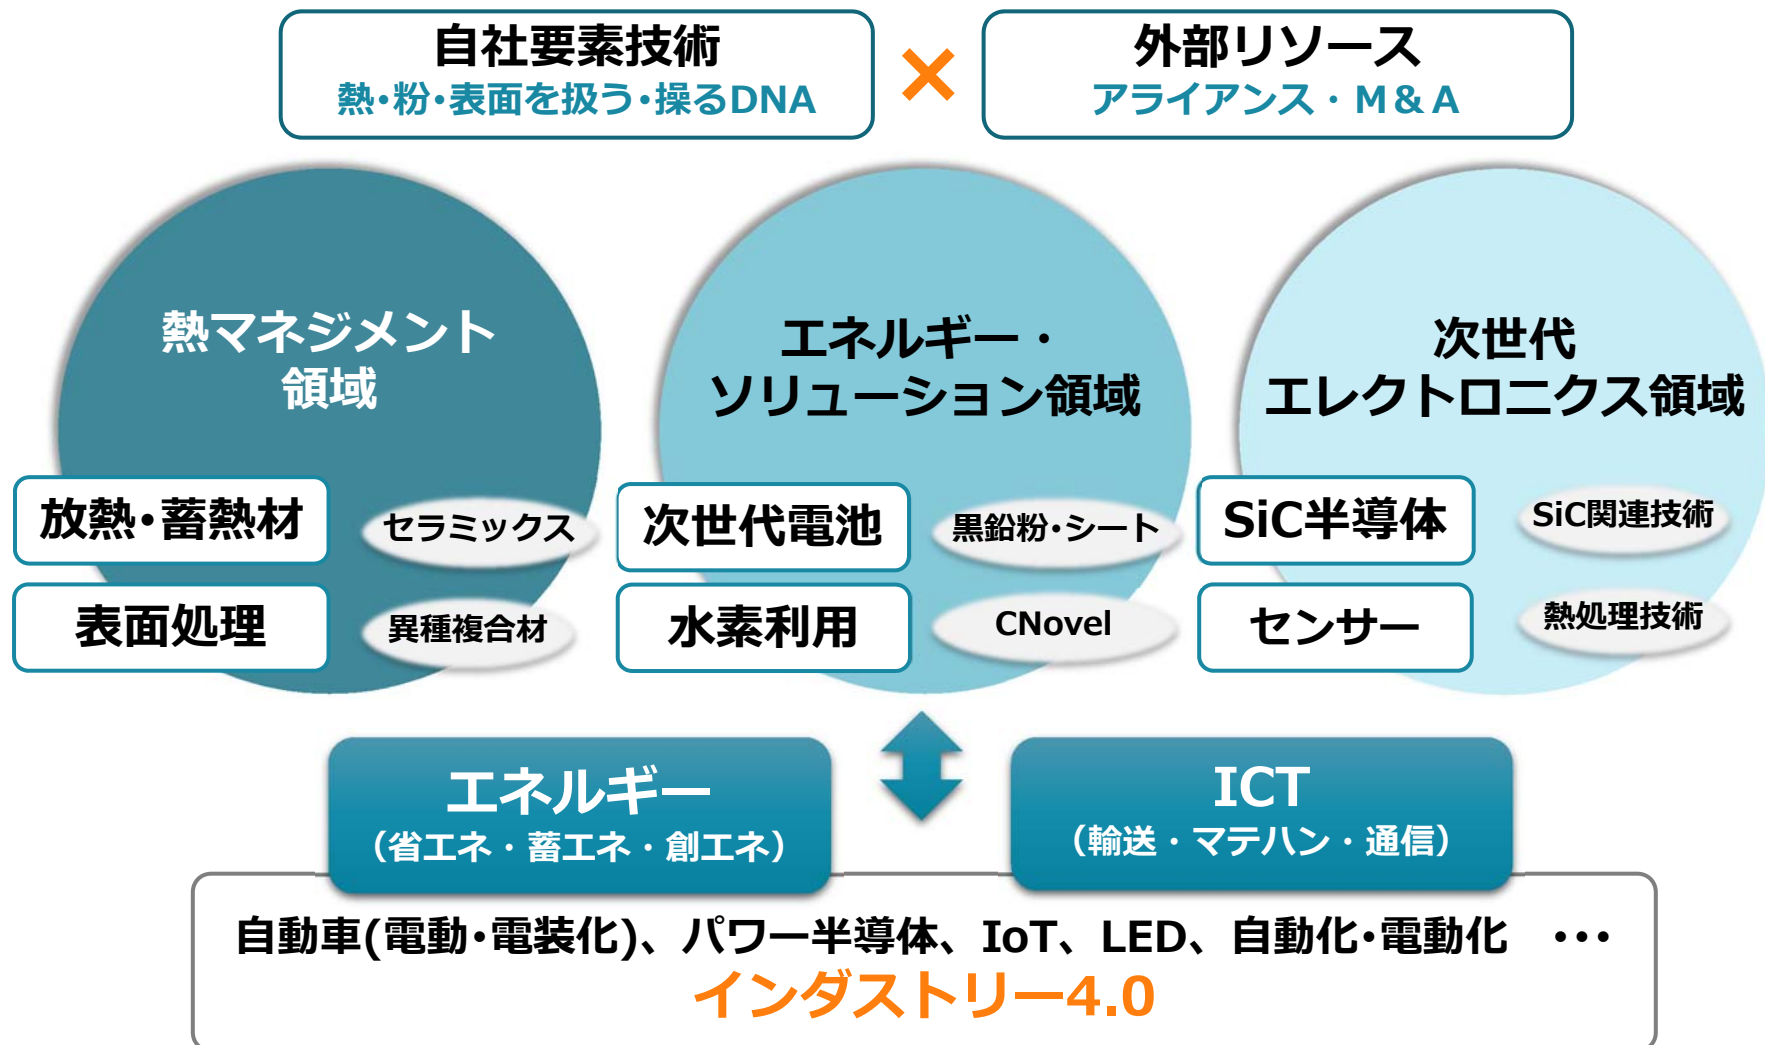 自社要素技術
熱・粉・表面を扱う・操るDNA
×
外部リソース
アライアンス・M&A
熱マネジメント
領域
放熱・蓄熱材
セラミックス
表面処理
異種複合材
エネルギー・
ソリューション領域
次世代電池
黒鉛粉・シート
水素利用
CNovel
次世代
エレクトロニクス領域
SiC半導体
SiC関連技術
センサー
熱処理技術
エネルギー
（省エネ・蓄エネ・創エネ）
ICT
（輸送・マテハン・通信）
自動車(電動・電装化)、パワー半導体、IoT、LED、自動化・電動化　・・・
インダストリー4.0